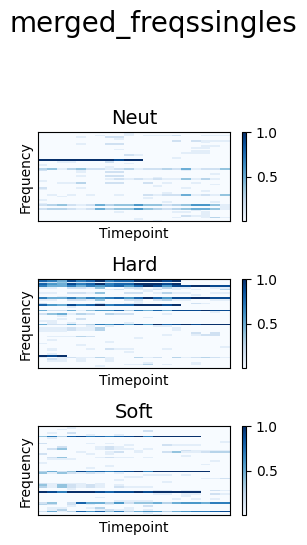 merged_freqssingles
Neut
Frequency
Timepoint
1.0
0.5
Hard
Frequency
Timepoint
1.0
0.5
Soft
Frequency
Timepoint
1.0
0.5